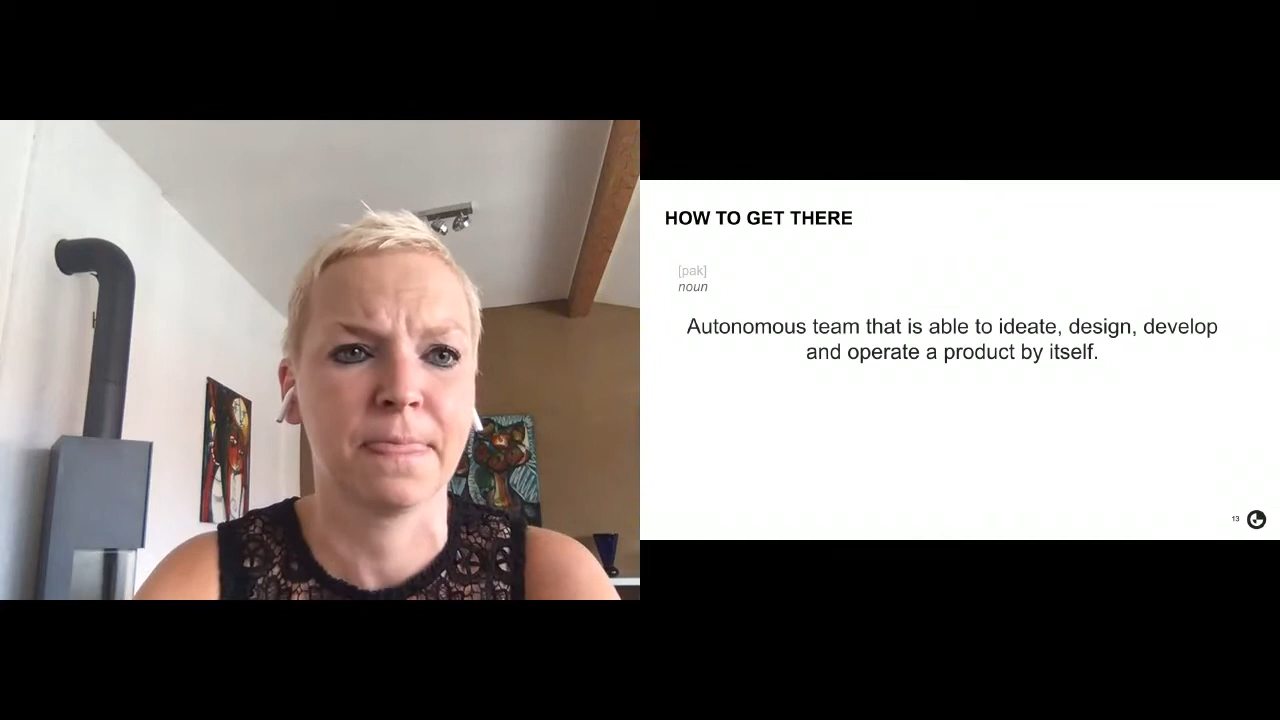 HOW TO GET THERE
[pak]
noun
Autonomous team that is able to ideate, design, develop
and operate a product by itself.
13